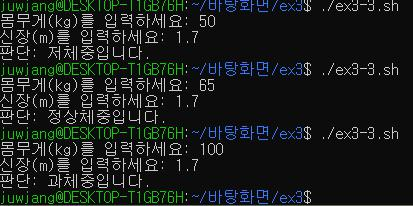 juwjang@DESKTOP-T1GB76H:~/바탕화면/ex3$ ./ex3-3.sh
몸무게(kg)를 입력하세요: 50
신장(m)를 입력하세요: 1.7
판단: 저체중입니다.
juwjang@DESKTOP-T1GB76H:~/바탕화면/ex3$ ./ex3-3.sh
몸무게(kg)를 입력하세요: 65
신장(m)를 입력하세요: 1.7
판단: 정상체중입니다.
juwjang@DESKTOP-T1GB76H:~/바탕화면/ex3$ ./ex3-3.sh
몸무게(kg)를 입력하세요: 100
신장(m)를 입력하세요: 1.7
판단: 과체중입니다.
juwjang@DESKTOP-T1GB76H:~/바탕화면/ex3$